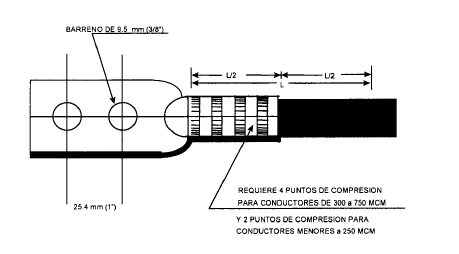 BARRENO DE 9.5 mm (3/8")
L/2
L/2
L
25.4 mm (1")
REQUIERE 4 PUNTOS DE COMPRESION
PARA CONDUCTORES DE 300 a 750 MCM
Y 2 PUNTOS DE COMPRESION PARA
CONDUCTORES MENORES a 250 MCM